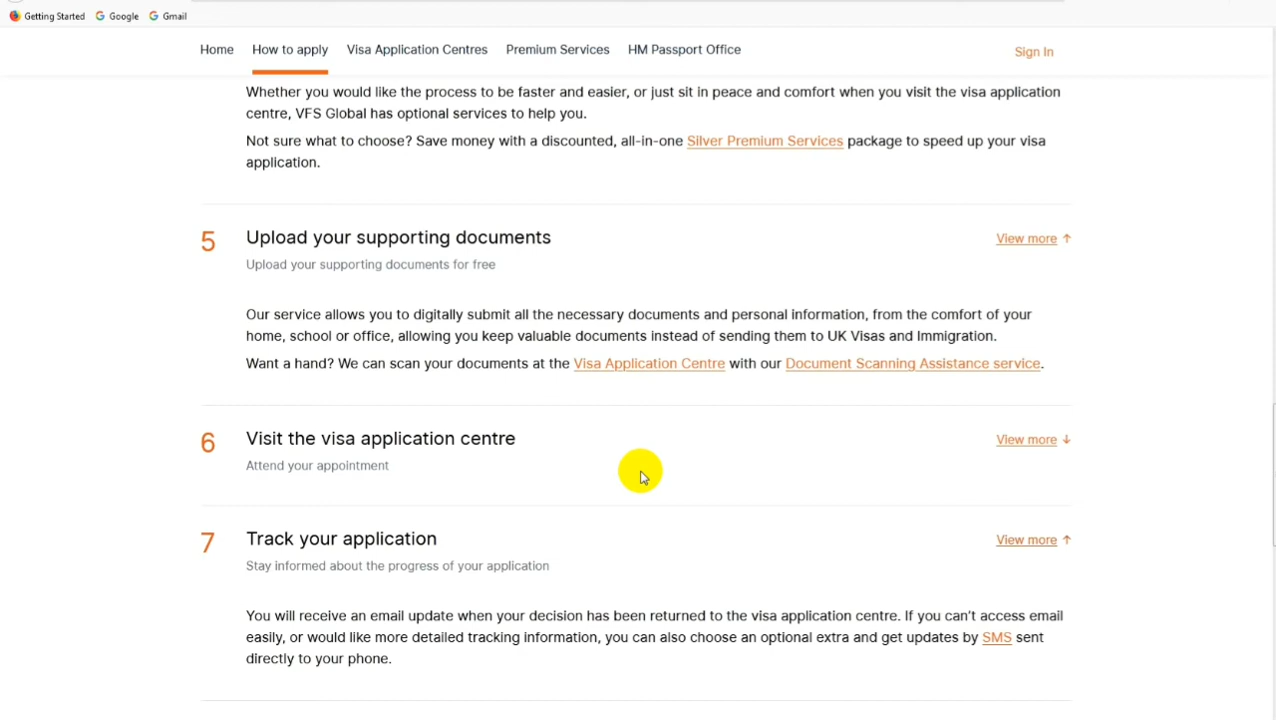 Getting Started Google Gmail
Home How to apply Visa Application Centres Premium Services HM Passport Office Sign In
Whether you would like the process to be faster and easier, or just sit in peace and comfort when you visit the visa application
centre, VFS Global has optional services to help you.
Not sure what to choose? Save money with a discounted, all-in-one Silver Premium Services package to speed up your visa
application.
5 Upload your supporting documents View more ↑
Upload your supporting documents for free
Our service allows you to digitally submit all the necessary documents and personal information, from the comfort of your
home, school or office, allowing you keep valuable documents instead of sending them to UK Visas and Immigration.
Want a hand? We can scan your documents at the Visa Application Centre with our Document Scanning Assistance service.
6 Visit the visa application centre View more ↓
Attend your appointment
7 Track your application View more ↑
Stay informed about the progress of your application
You will receive an email update when your decision has been returned to the visa application centre. If you can't access email
easily, or would like more detailed tracking information, you can also choose an optional extra and get updates by SMS sent
directly to your phone.